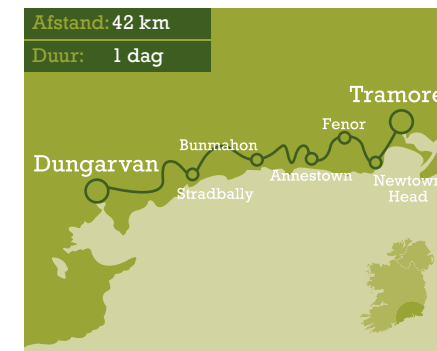 Afstand: 42 km
Duur: 1 dag
Tramore
Fenor
Bunmahon
Dungarvan
Annestown
Stradbally
Newtown
Head